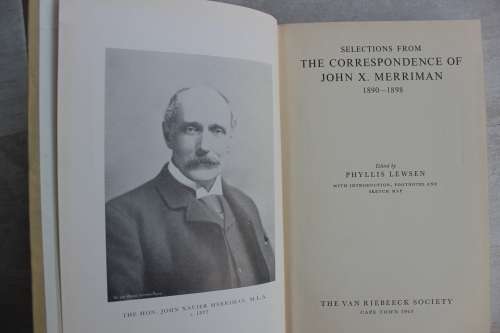 THE HON. JOHN XAVIER MERRIMAN, M.L.A.
SELECTIONS FROM
THE CORRESPONDENCE OF
JOHN X. MERRIMAN
1890—1898
Edited by
PHYLLIS LEWSEN
WITH INTRODUCTION, FOOTNOTES AND
SKETCH MAP
THE VAN RIEBEECK SOCIETY
CAPE TOWN 1963